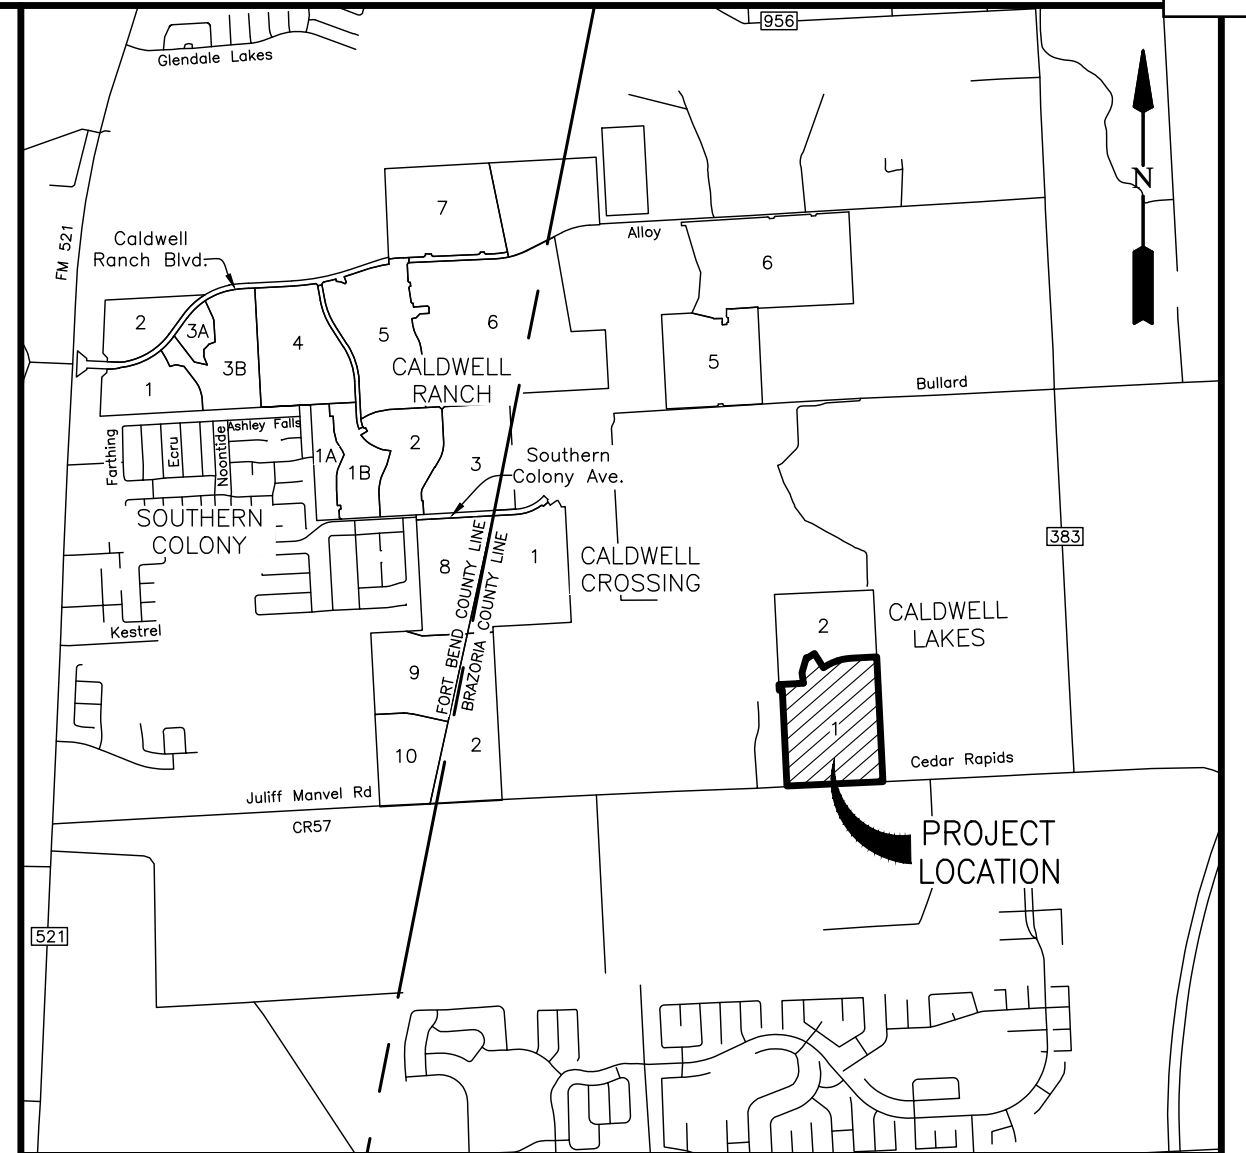 956
Glendale Lakes
N
FM 521
7
Caldwell
Ranch Blvd.
Alloy
6
2
3A
4
5
6
3B
1
5
CALDWELL
RANCH
Bullard
Farthing
Ecru
Noontide
Ashley Falls
1A
1B
2
3
Southern
Colony Ave.
SOUTHERN
COLONY
383
8
1
CALDWELL
CROSSING
FORT BEND COUNTY LINE
BRAZORIA COUNTY LINE
Kestrel
2
CALDWELL
LAKES
9
1
10
2
Cedar Rapids
Juliff Manvel Rd
CR57
PROJECT
LOCATION
521